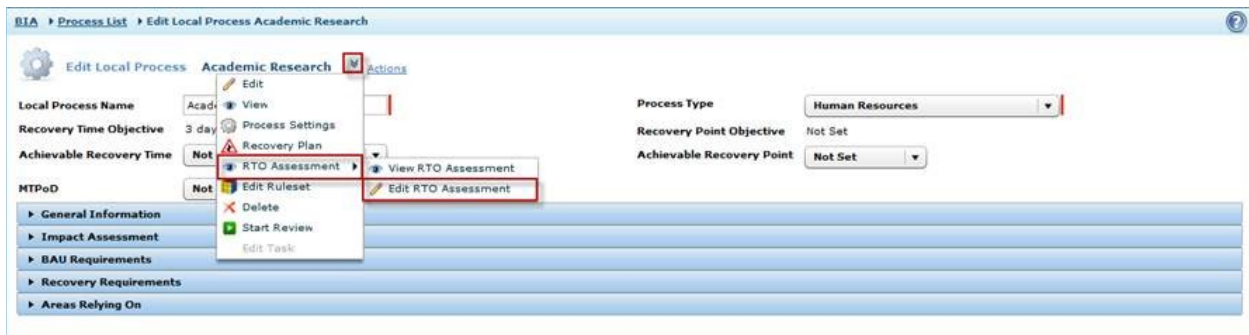 BIA ▸ Process List ▸ Edit Local Process Academic Research
Edit Local Process Academic Research Actions
Local Process Name Acad
Process Type Human Resources
Recovery Time Objective 3 day
Recovery Point Objective Not Set
Achievable Recovery Time Not
Achievable Recovery Point Not Set
MTPoD Not
Edit
View
Process Settings
Recovery Plan
RTO Assessment
Edit Ruleset
Delete
Start Review
Edit Task
View RTO Assessment
Edit RTO Assessment
General Information
Impact Assessment
BAU Requirements
Recovery Requirements
Areas Relying On